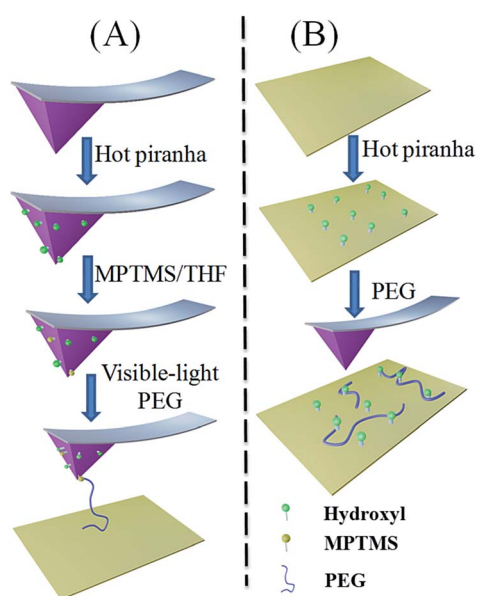 (A)
Hot piranha
MPTMS/THF
Visible-light
PEG
(B)
Hot piranha
PEG
Hydroxyl
MPTMS
PEG